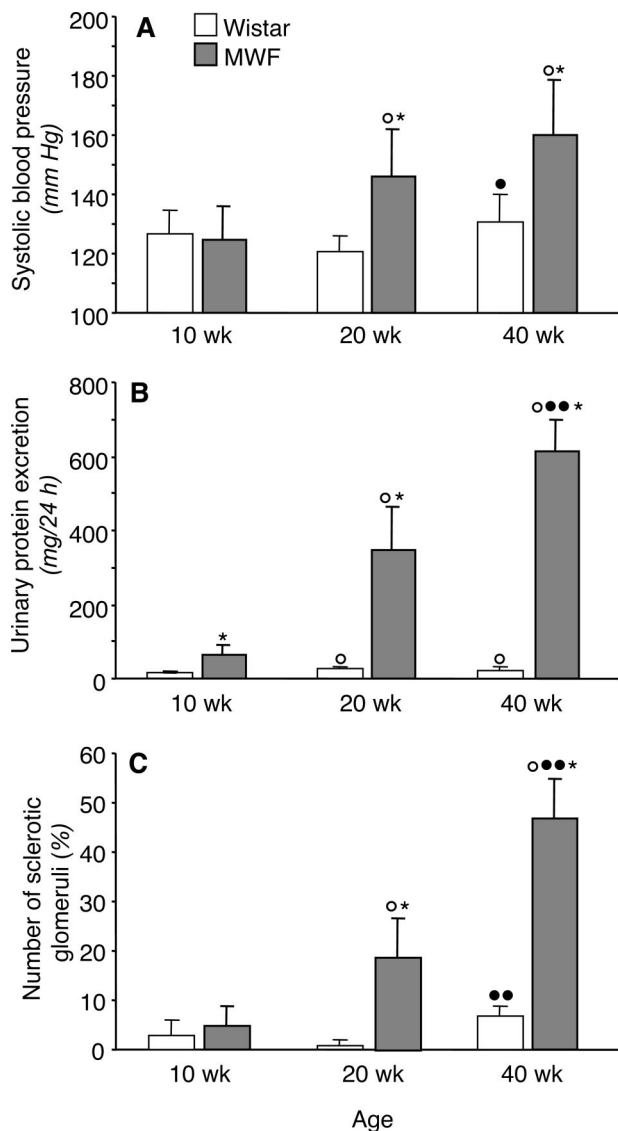 A
Wistar
MWF
Systolic blood pressure
(mm Hg)
200
180
160
140
120
100
○*
○*
●
10 wk
20 wk
40 wk
B
Urinary protein excretion
(mg/24 h)
800
600
400
200
0
*
○
○*
○
○●●*
10 wk
20 wk
40 wk
C
Number of sclerotic
glomeruli (%)
60
50
40
30
20
10
0
○*
●●
○●●*
10 wk
20 wk
40 wk
Age